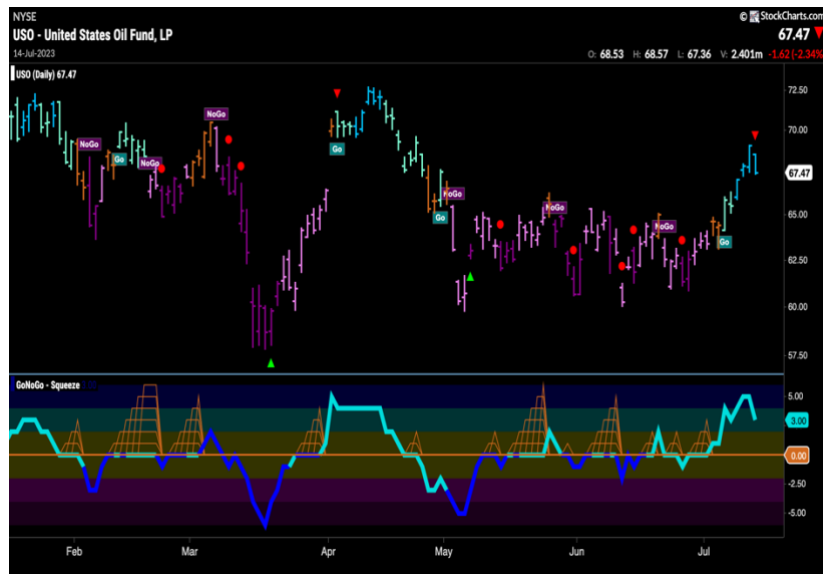 NYSE
© StockCharts.com
USO - United States Oil Fund, LP
67.47
14-Jul-2023
O: 68.53 H: 68.57 L: 67.36 V: 2.401m -1.62 (-2.34%)
USO (Daily) 67.47
72.50
70.00
67.47
65.00
62.50
60.00
57.50
NoGo
Go
NoGo
NoGo
Go
Go
NoGo
NoGo
NoGo
Go
GoNoGo - Squeeze
5.00
3.00
0.00
-2.50
-5.00
Feb Mar Apr May Jun Jul